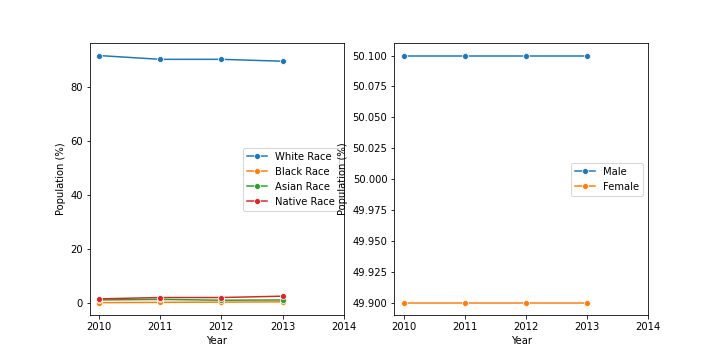 80
60
40
20
0
Population (%)
2010 2011 2012 2013 2014
Year
White Race
Black Race
Asian Race
Native Race
50.100
50.075
50.050
50.025
50.000
49.975
49.950
49.925
49.900
Population (%)
2010 2011 2012 2013 2014
Year
Male
Female